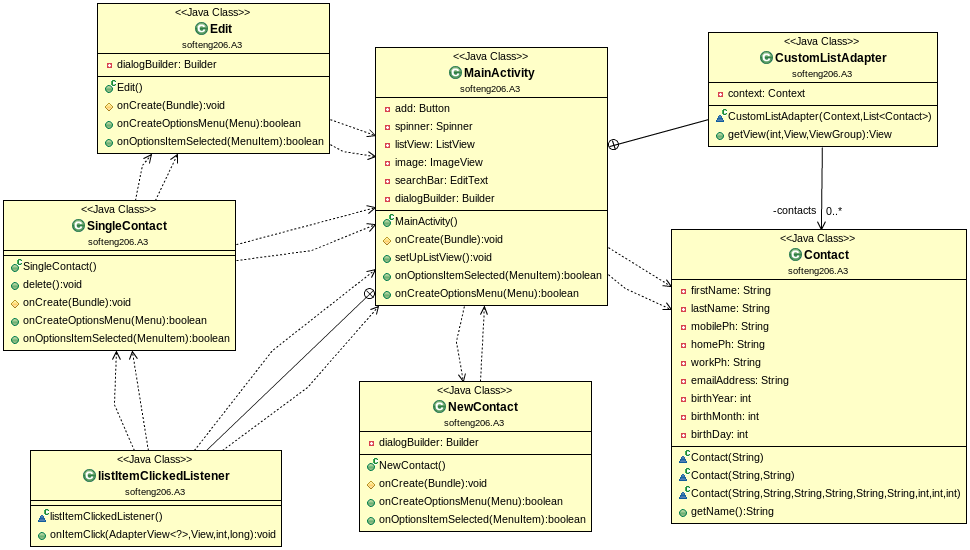 <<Java Class>>
Edit
softeng206.A3
dialogBuilder: Builder
Edit()
onCreate(Bundle):void
onCreateOptionsMenu(Menu):boolean
onOptionsItemSelected(MenuItem):boolean
<<Java Class>>
MainActivity
softeng206.A3
add: Button
spinner: Spinner
listView: ListView
image: ImageView
searchBar: EditText
dialogBuilder: Builder
MainActivity()
onCreate(Bundle):void
setUpListView():void
onOptionsItemSelected(MenuItem):boolean
onCreateOptionsMenu(Menu):boolean
<<Java Class>>
CustomListAdapter
softeng206.A3
context: Context
CustomListAdapter(Context,List<Contact>)
getView(int,View,ViewGroup):View
-contacts
0..*
<<Java Class>>
SingleContact
softeng206.A3
SingleContact()
delete():void
onCreate(Bundle):void
onCreateOptionsMenu(Menu):boolean
onOptionsItemSelected(MenuItem):boolean
<<Java Class>>
Contact
softeng206.A3
firstName: String
lastName: String
mobilePh: String
homePh: String
workPh: String
emailAddress: String
birthYear: int
birthMonth: int
birthDay: int
Contact(String)
Contact(String,String)
Contact(String,String,String,String,String,String,int,int,int)
getName():String
<<Java Class>>
NewContact
softeng206.A3
dialogBuilder: Builder
NewContact()
onCreate(Bundle):void
onCreateOptionsMenu(Menu):boolean
onOptionsItemSelected(MenuItem):boolean
<<Java Class>>
listItemClickedListener
softeng206.A3
listItemClickedListener()
onItemClick(AdapterView<?>,View,int,long):void